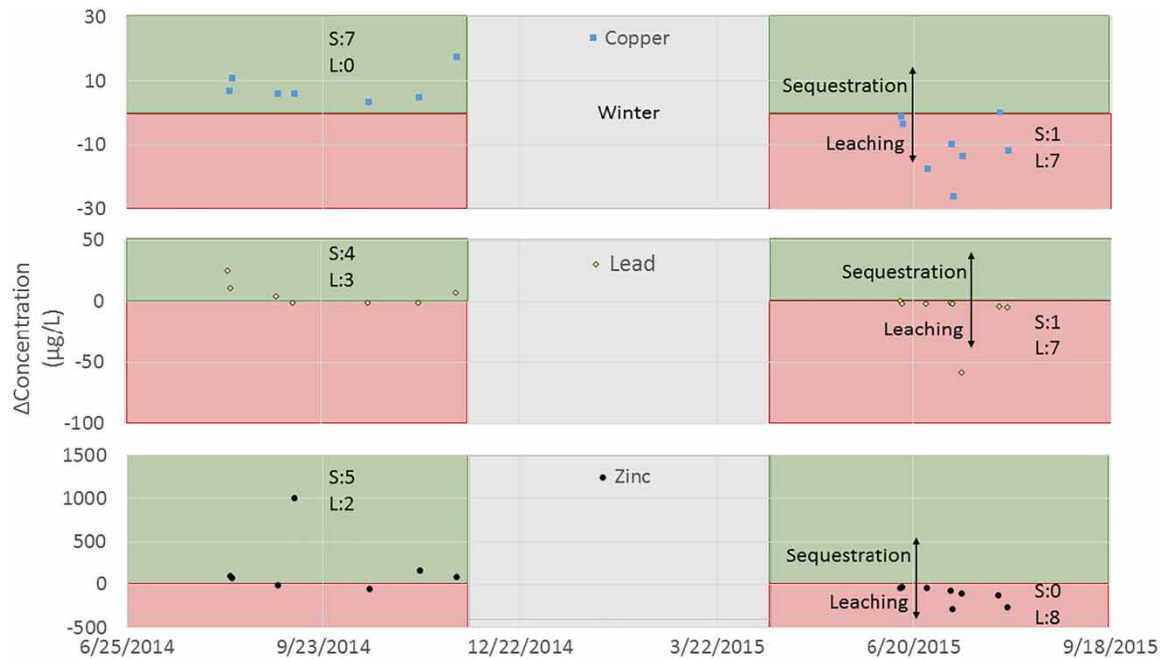 30
10
-10
-30
S:7
L:0
Copper
Winter
Sequestration
Leaching
S:1
L:7
ΔConcentration
(µg/L)
50
0
-50
-100
S:4
L:3
Lead
Sequestration
Leaching
S:1
L:7
1500
1000
500
0
-500
S:5
L:2
Zinc
Sequestration
Leaching
S:0
L:8
6/25/2014 9/23/2014 12/22/2014 3/22/2015 6/20/2015 9/18/2015